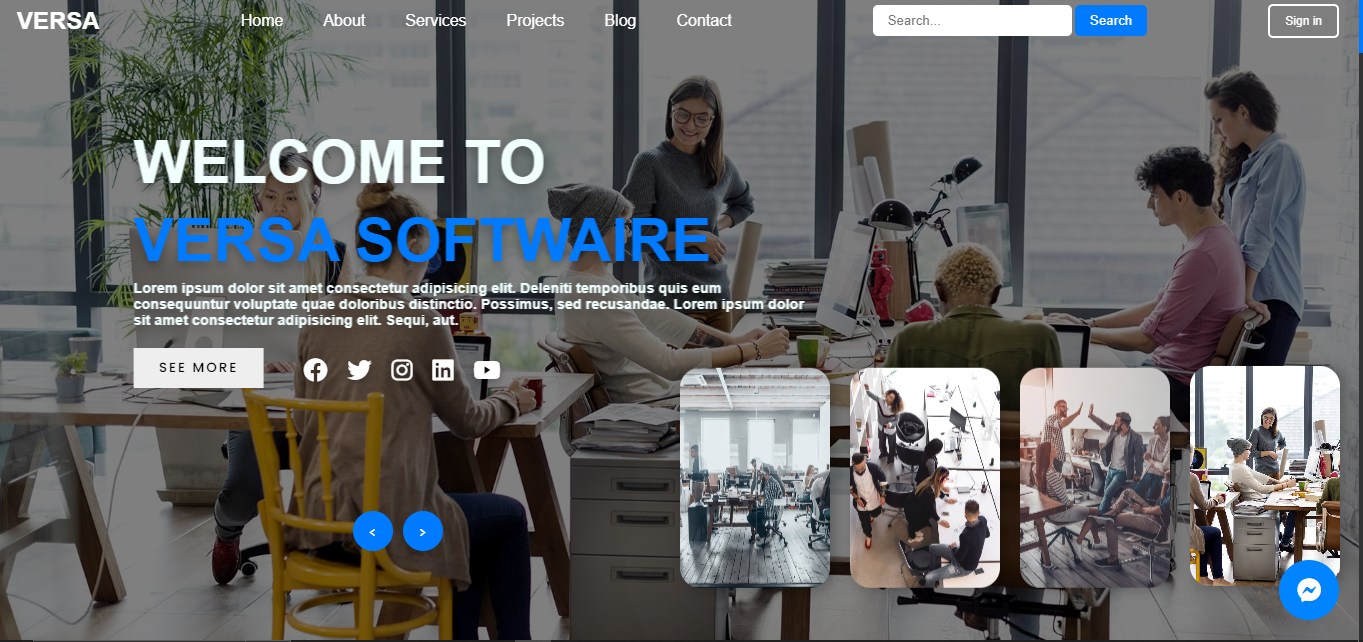 VERSA
Home About Services Projects Blog Contact
Search...
Search
Sign in
WELCOME TO
VERSA SOFTWAIRE
Lorem ipsum dolor sit amet consectetur adipisicing elit. Deleniti temporibus quis eum
consequuntur voluptate quae doloribus distinctio. Possimus, sed recusandae. Lorem ipsum dolor
sit amet consectetur adipisicing elit. Sequi, aut.
SEE MORE
< >